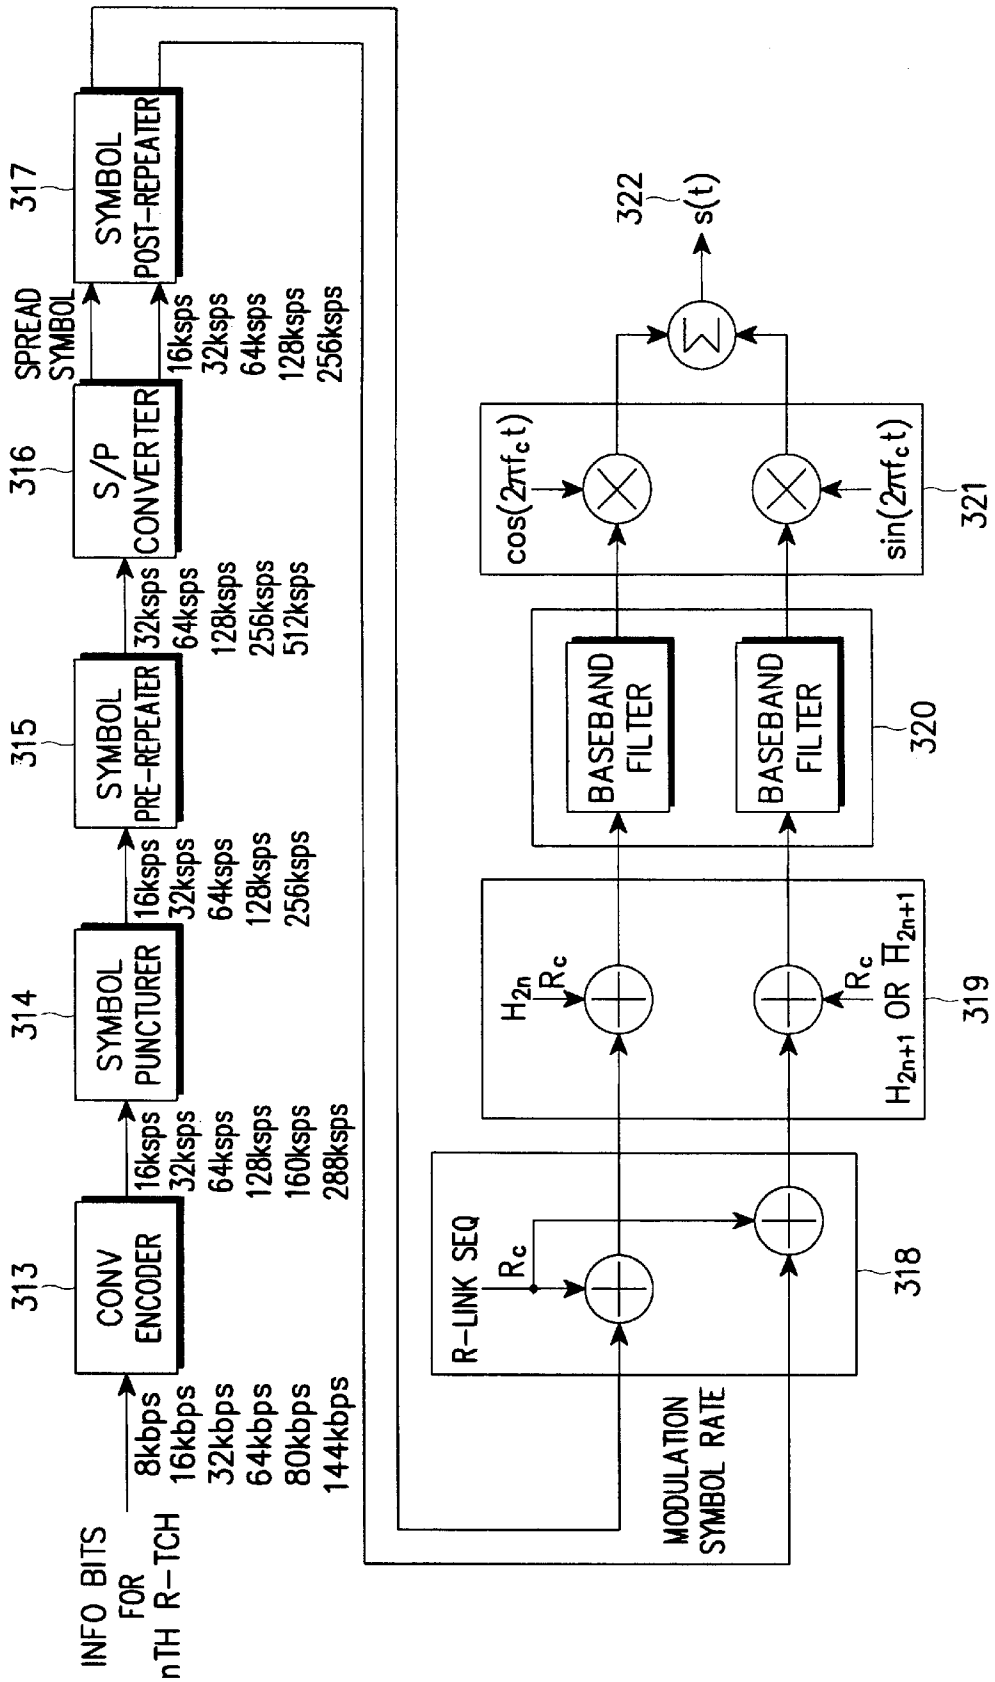 INFO BITS
FOR
nTH R-TCH
8kbps
16kbps
32kbps
64kbps
80kbps
144kbps
313
CONV
ENCODER
16ksps
32ksps
64ksps
128ksps
160ksps
288ksps
314
SYMBOL
PUNCTURER
16ksps
32ksps
64ksps
128ksps
256ksps
315
SYMBOL
PRE-REPEATER
32ksps
64ksps
128ksps
256ksps
512ksps
316
S/P
CONVERTER
SPREAD
SYMBOL
16ksps
32ksps
64ksps
128ksps
256ksps
317
SYMBOL
POST-REPEATER
MODULATION
SYMBOL RATE
R-LINK SEQ
Rc
318
H2n
Rc
Rc
H2n+1 OR H̅2n+1
319
BASEBAND
FILTER
BASEBAND
FILTER
320
cos(2πfct)
sin(2πfct)
321
Σ
322
s(t)